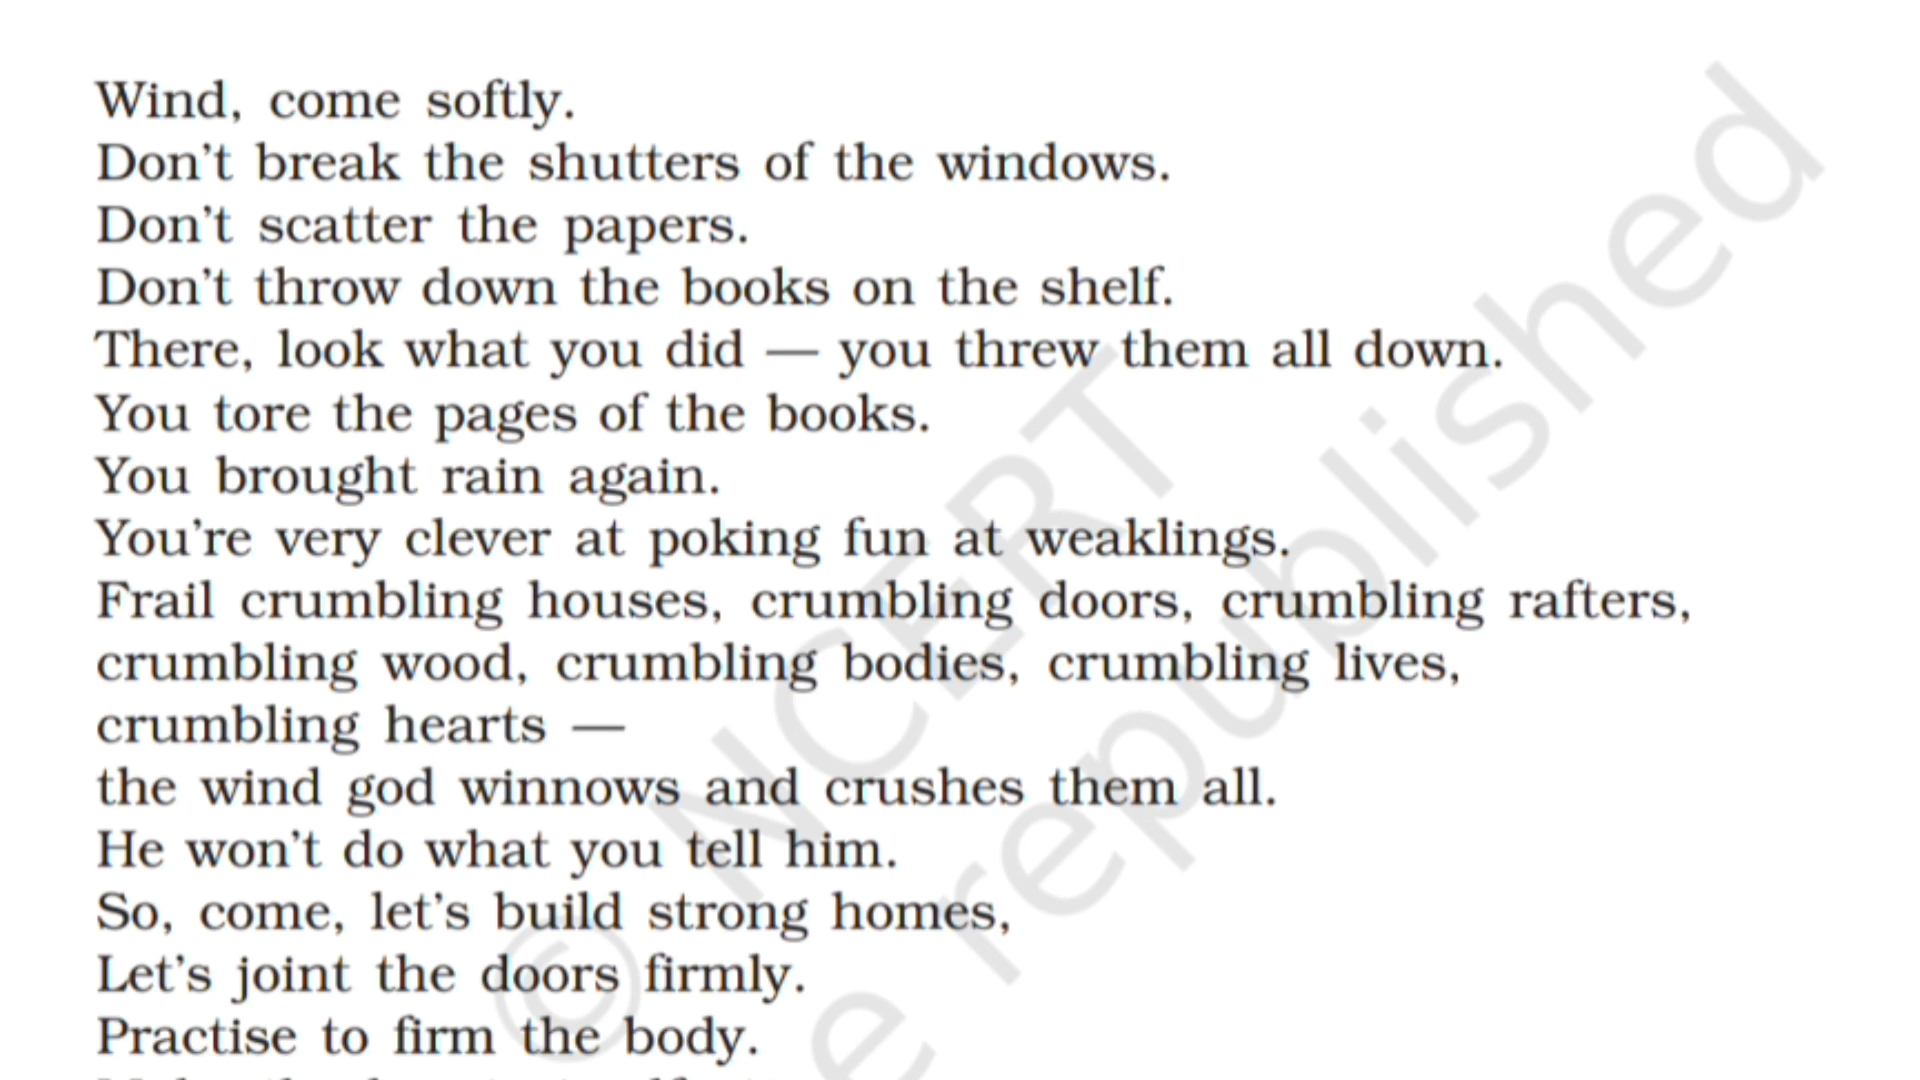 Wind, come softly.
Don't break the shutters of the windows.
Don't scatter the papers.
Don't throw down the books on the shelf.
There, look what you did — you threw them all down.
You tore the pages of the books.
You brought rain again.
You're very clever at poking fun at weaklings.
Frail crumbling houses, crumbling doors, crumbling rafters,
crumbling wood, crumbling bodies, crumbling lives,
crumbling hearts —
the wind god winnows and crushes them all.
He won't do what you tell him.
So, come, let's build strong homes,
Let's joint the doors firmly.
Practise to firm the body.
© NCERT
republished